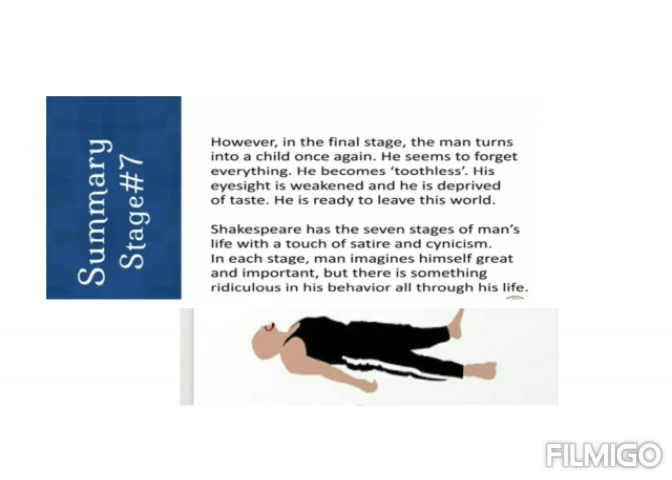 Summary
Stage#7
However, in the final stage, the man turns
into a child once again. He seems to forget
everything. He becomes ‘toothless’. His
eyesight is weakened and he is deprived
of taste. He is ready to leave this world.
Shakespeare has the seven stages of man’s
life with a touch of satire and cynicism.
In each stage, man imagines himself great
and important, but there is something
ridiculous in his behavior all through his life.
FILMIGO